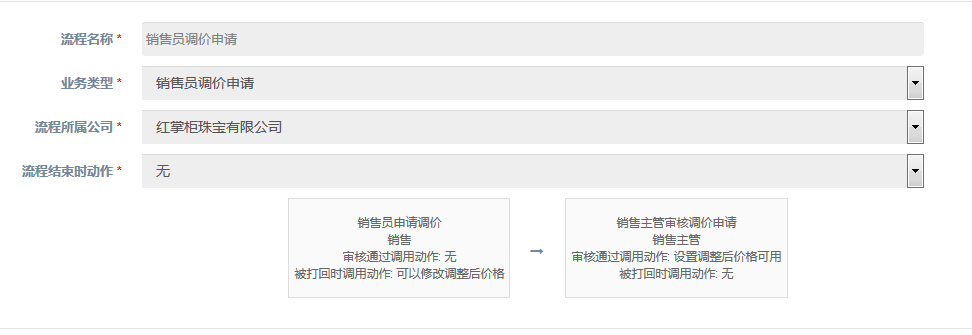 流程名称 * 销售员调价申请
业务类型 * 销售员调价申请
流程所属公司 * 红掌柜珠宝有限公司
流程结束时动作 * 无
销售员申请调价
销售
审核通过调用动作: 无
被打回时调用动作: 可以修改调整后价格
→
销售主管审核调价申请
销售主管
审核通过调用动作: 设置调整后价格可用
被打回时调用动作: 无